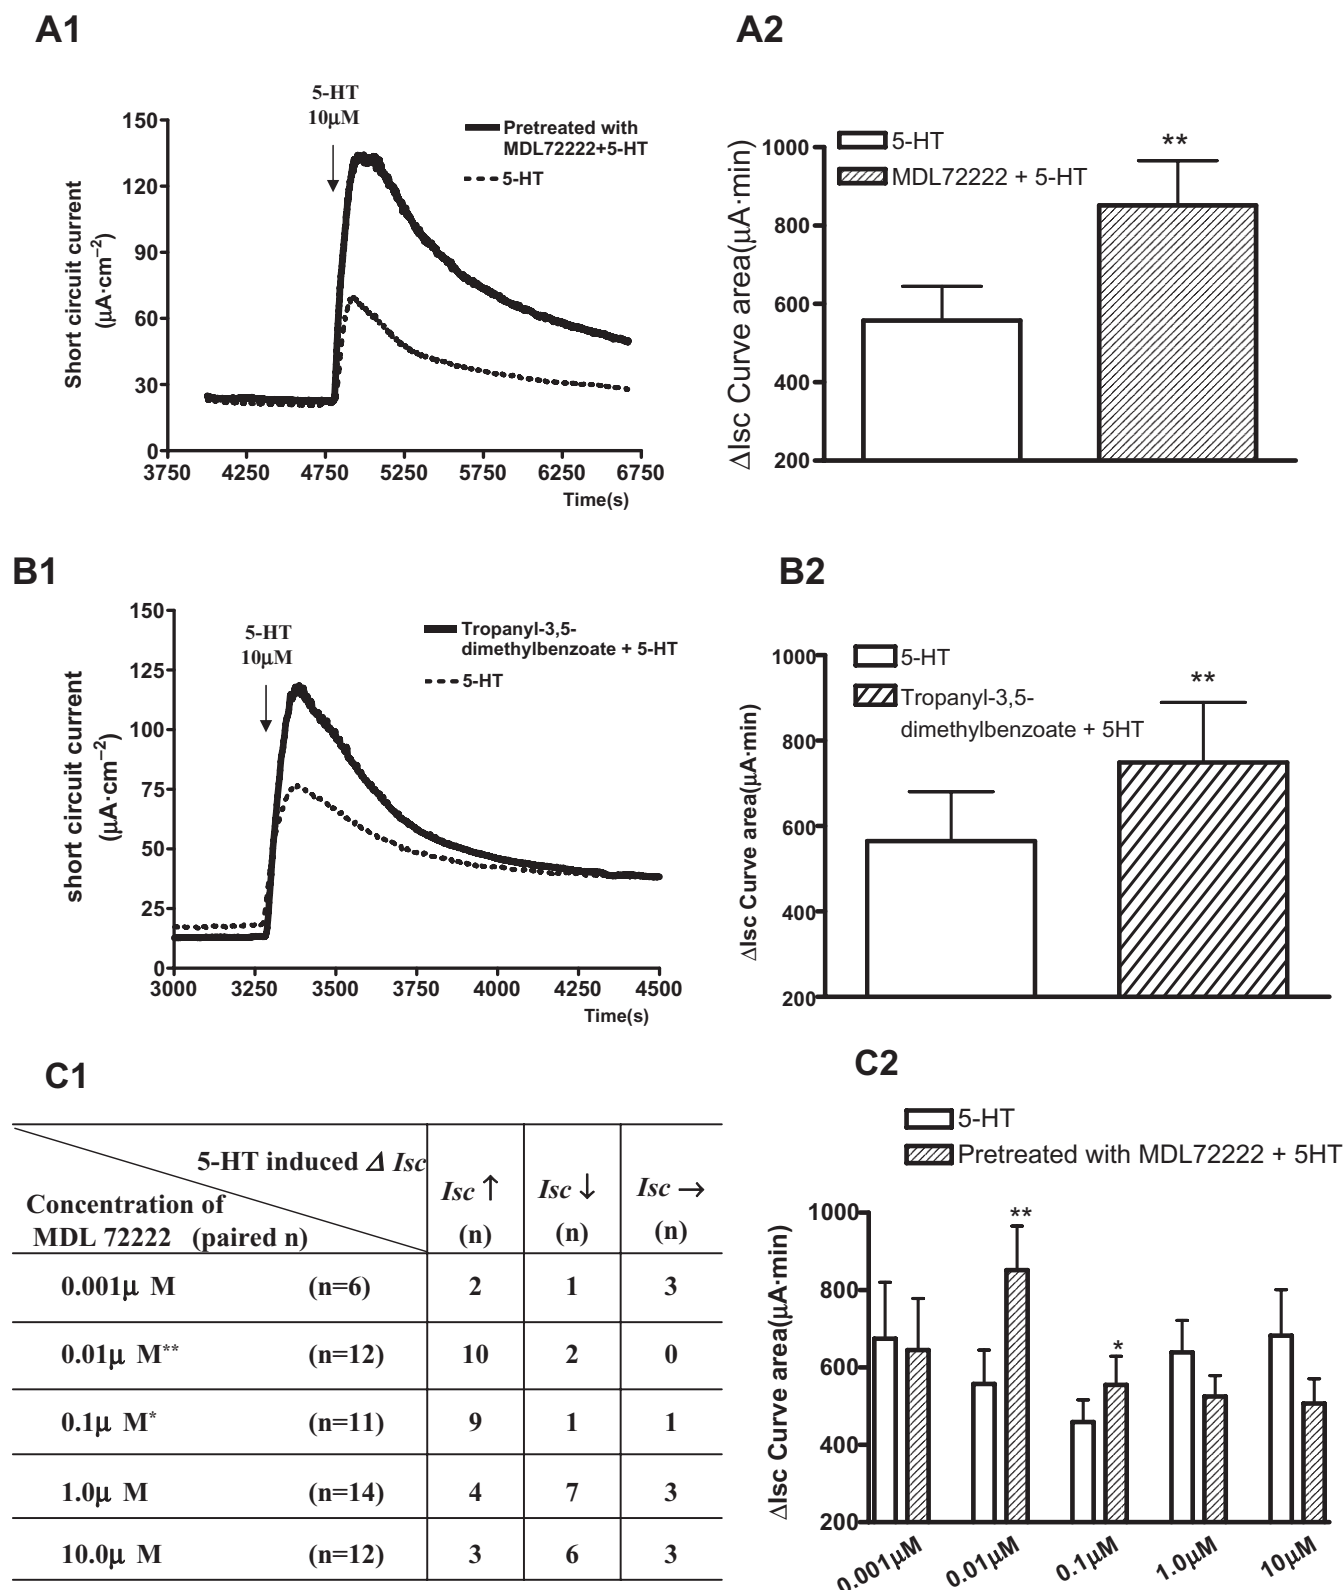 A1
5-HT
10μM
Pretreated with
MDL72222+5-HT
5-HT
150
120
90
60
30
0
Short circuit current
(μA·cm−2)
3750 4250 4750 5250 5750 6250 6750
Time(s)
A2
5-HT
MDL72222 + 5-HT
**
1000
800
600
400
200
ΔIsc Curve area(μA·min)
B1
5-HT
10μM
Tropanyl-3,5-
dimethylbenzoate + 5-HT
5-HT
150
125
100
75
50
25
0
short circuit current
(μA·cm−2)
3000 3250 3500 3750 4000 4250 4500
Time(s)
B2
5-HT
Tropanyl-3,5-
dimethylbenzoate + 5HT
**
1000
800
600
400
200
ΔIsc Curve area(μA·min)
C1
5-HT induced Δ Isc
Concentration of
MDL 72222 (paired n)
Isc ↑
(n)
Isc ↓
(n)
Isc →
(n)
0.001μ M (n=6) 2 1 3
0.01μ M** (n=12) 10 2 0
0.1μ M* (n=11) 9 1 1
1.0μ M (n=14) 4 7 3
10.0μ M (n=12) 3 6 3
C2
5-HT
Pretreated with MDL72222 + 5HT
**
*
1000
800
600
400
200
ΔIsc Curve area(μA·min)
0.001μM 0.01μM 0.1μM 1.0μM 10μM